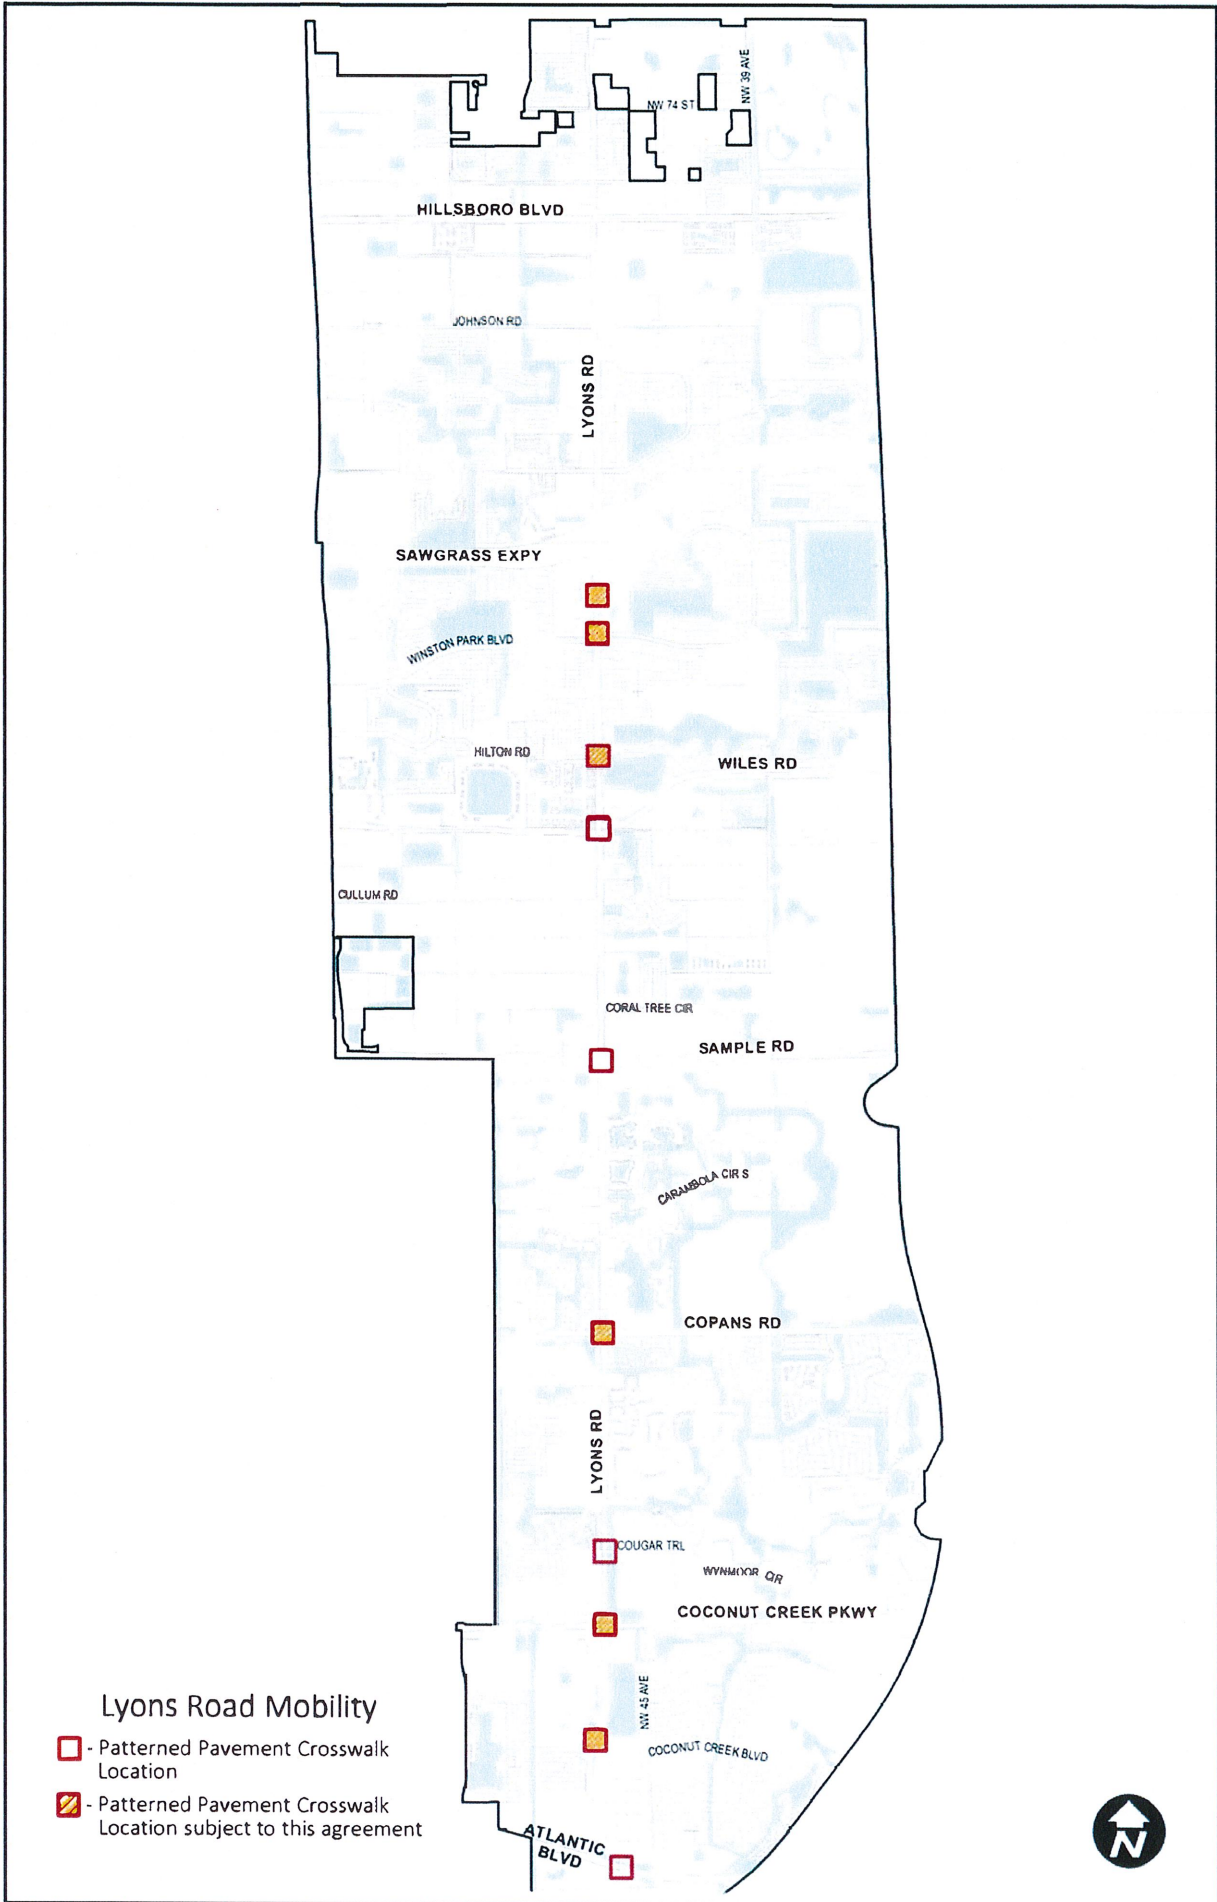 NW 39 AVE
NW 74 ST
HILLSBORO BLVD
JOHNSON RD
LYONS RD
SAWGRASS EXPY
WINSTON PARK BLVD
HILTON RD
WILES RD
CULLUM RD
CORAL TREE CIR
SAMPLE RD
CARAMBOLA CIR S
COPANS RD
LYONS RD
COUGAR TRL
WYNMOOR CIR
COCONUT CREEK PKWY
NW 45 AVE
COCONUT CREEK BLVD
Lyons Road Mobility
- Patterned Pavement Crosswalk
Location
- Patterned Pavement Crosswalk
Location subject to this agreement
ATLANTIC
BLVD
N